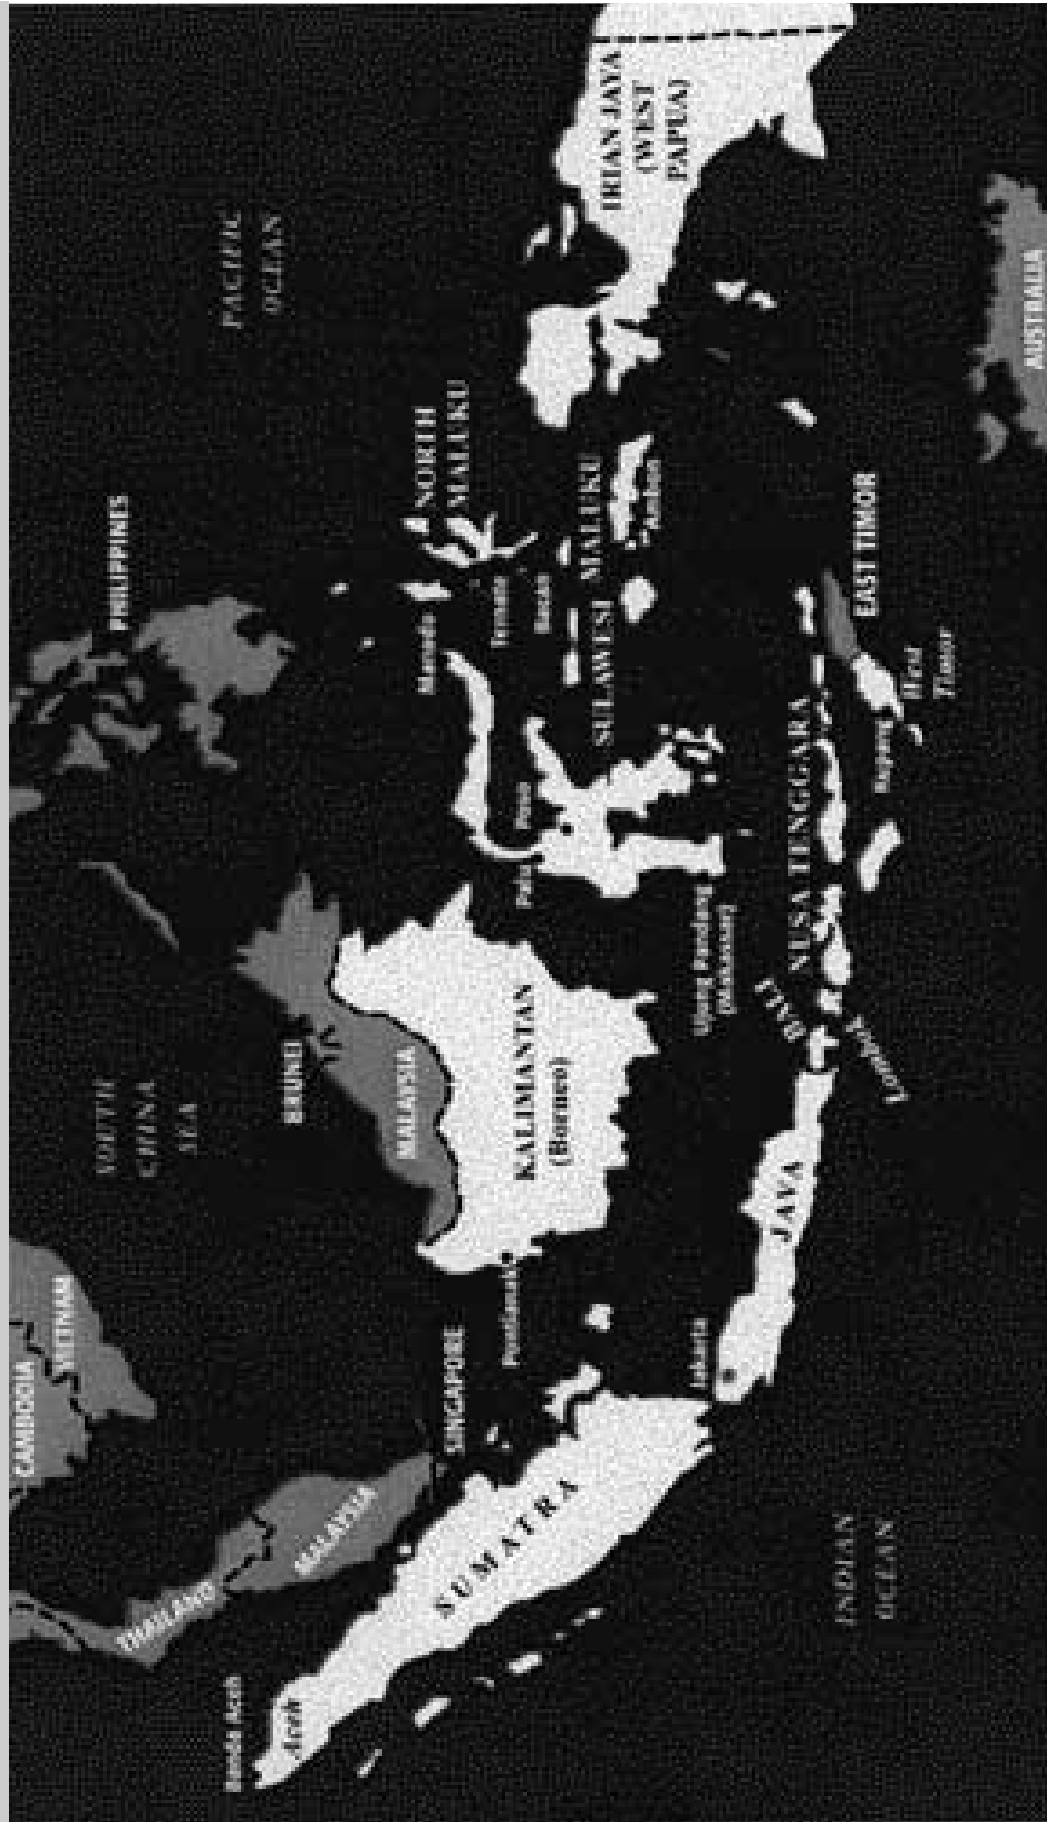 CAMBODIA
VIETNAM
THAILAND
MALAYSIA
SINGAPORE
SOUTH
CHINA
SEA
BRUNEI
MALAYSIA
PHILIPPINES
PACIFIC
OCEAN
Banda Aceh
Aceh
SUMATRA
Pontianak
KALIMANTAN
(Borneo)
Manado
NORTH
MALUKU
Ternate
Bacan
Palu
Poso
SULAWESI
MALUKU
Ambon
IRIAN JAYA
(WEST
PAPUA)
Jakarta
JAVA
Ujung Pandang
(Makassar)
BALI
Lombok
NUSA TENGGARA
Kupang
West
Timor
EAST TIMOR
INDIAN
OCEAN
AUSTRALIA